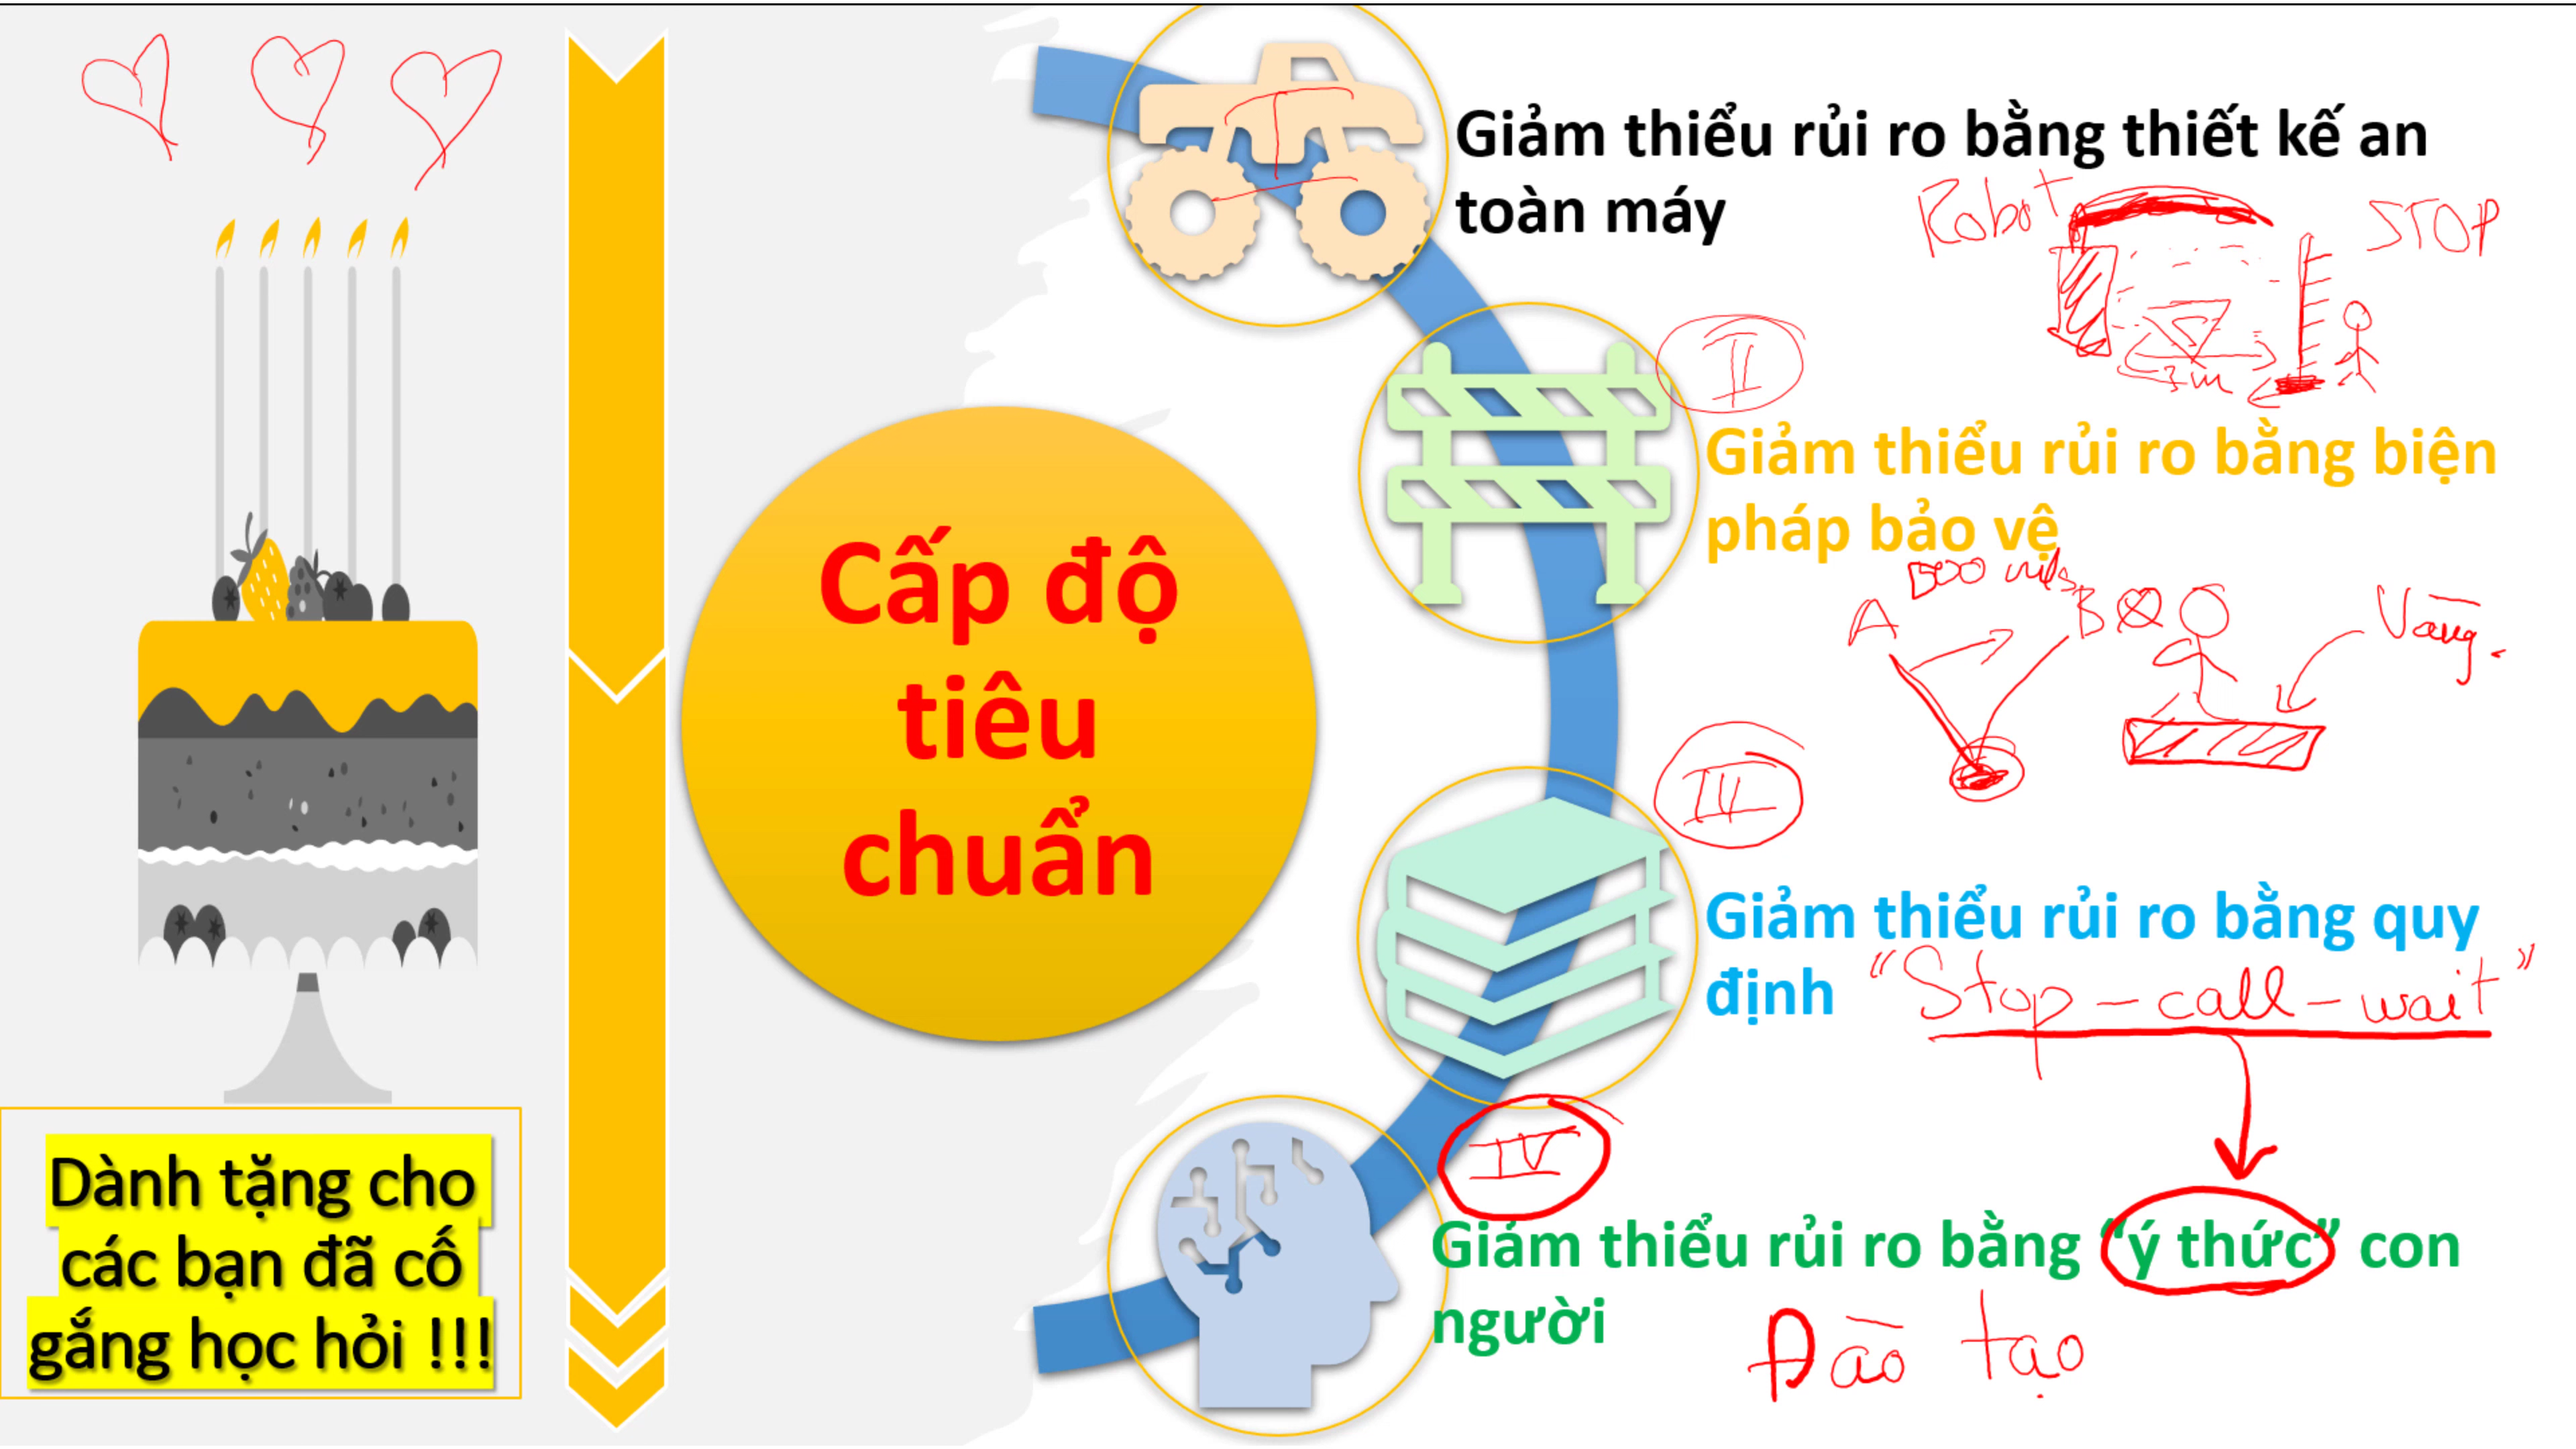 Cấp độ
tiêu
chuẩn
I
Giảm thiểu rủi ro bằng thiết kế an
toàn máy
Robot
STOP
3m
II
Giảm thiểu rủi ro bằng biện
pháp bảo vệ
A
B
Vàng.
Giảm thiểu rủi ro bằng quy
định "Stop-call-wait"
IV
Giảm thiểu rủi ro bằng "ý thức" con
người
Đào tạo
Dành tặng cho
các bạn đã cố
gắng học hỏi !!!